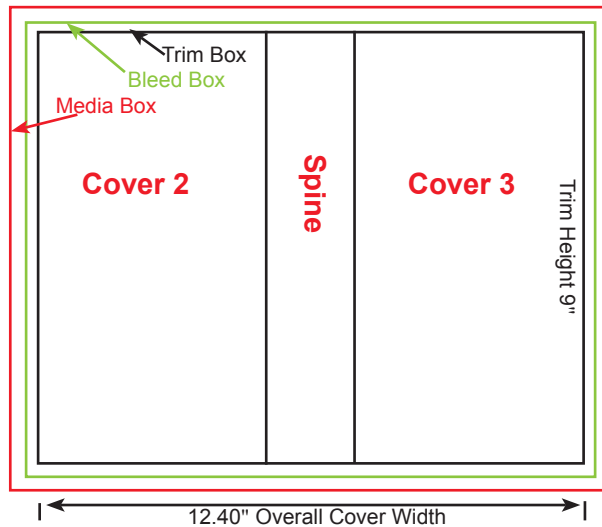 Trim Box
Bleed Box
Media Box
Cover 2
Spine
Cover 3
Trim Height 9"
12.40" Overall Cover Width